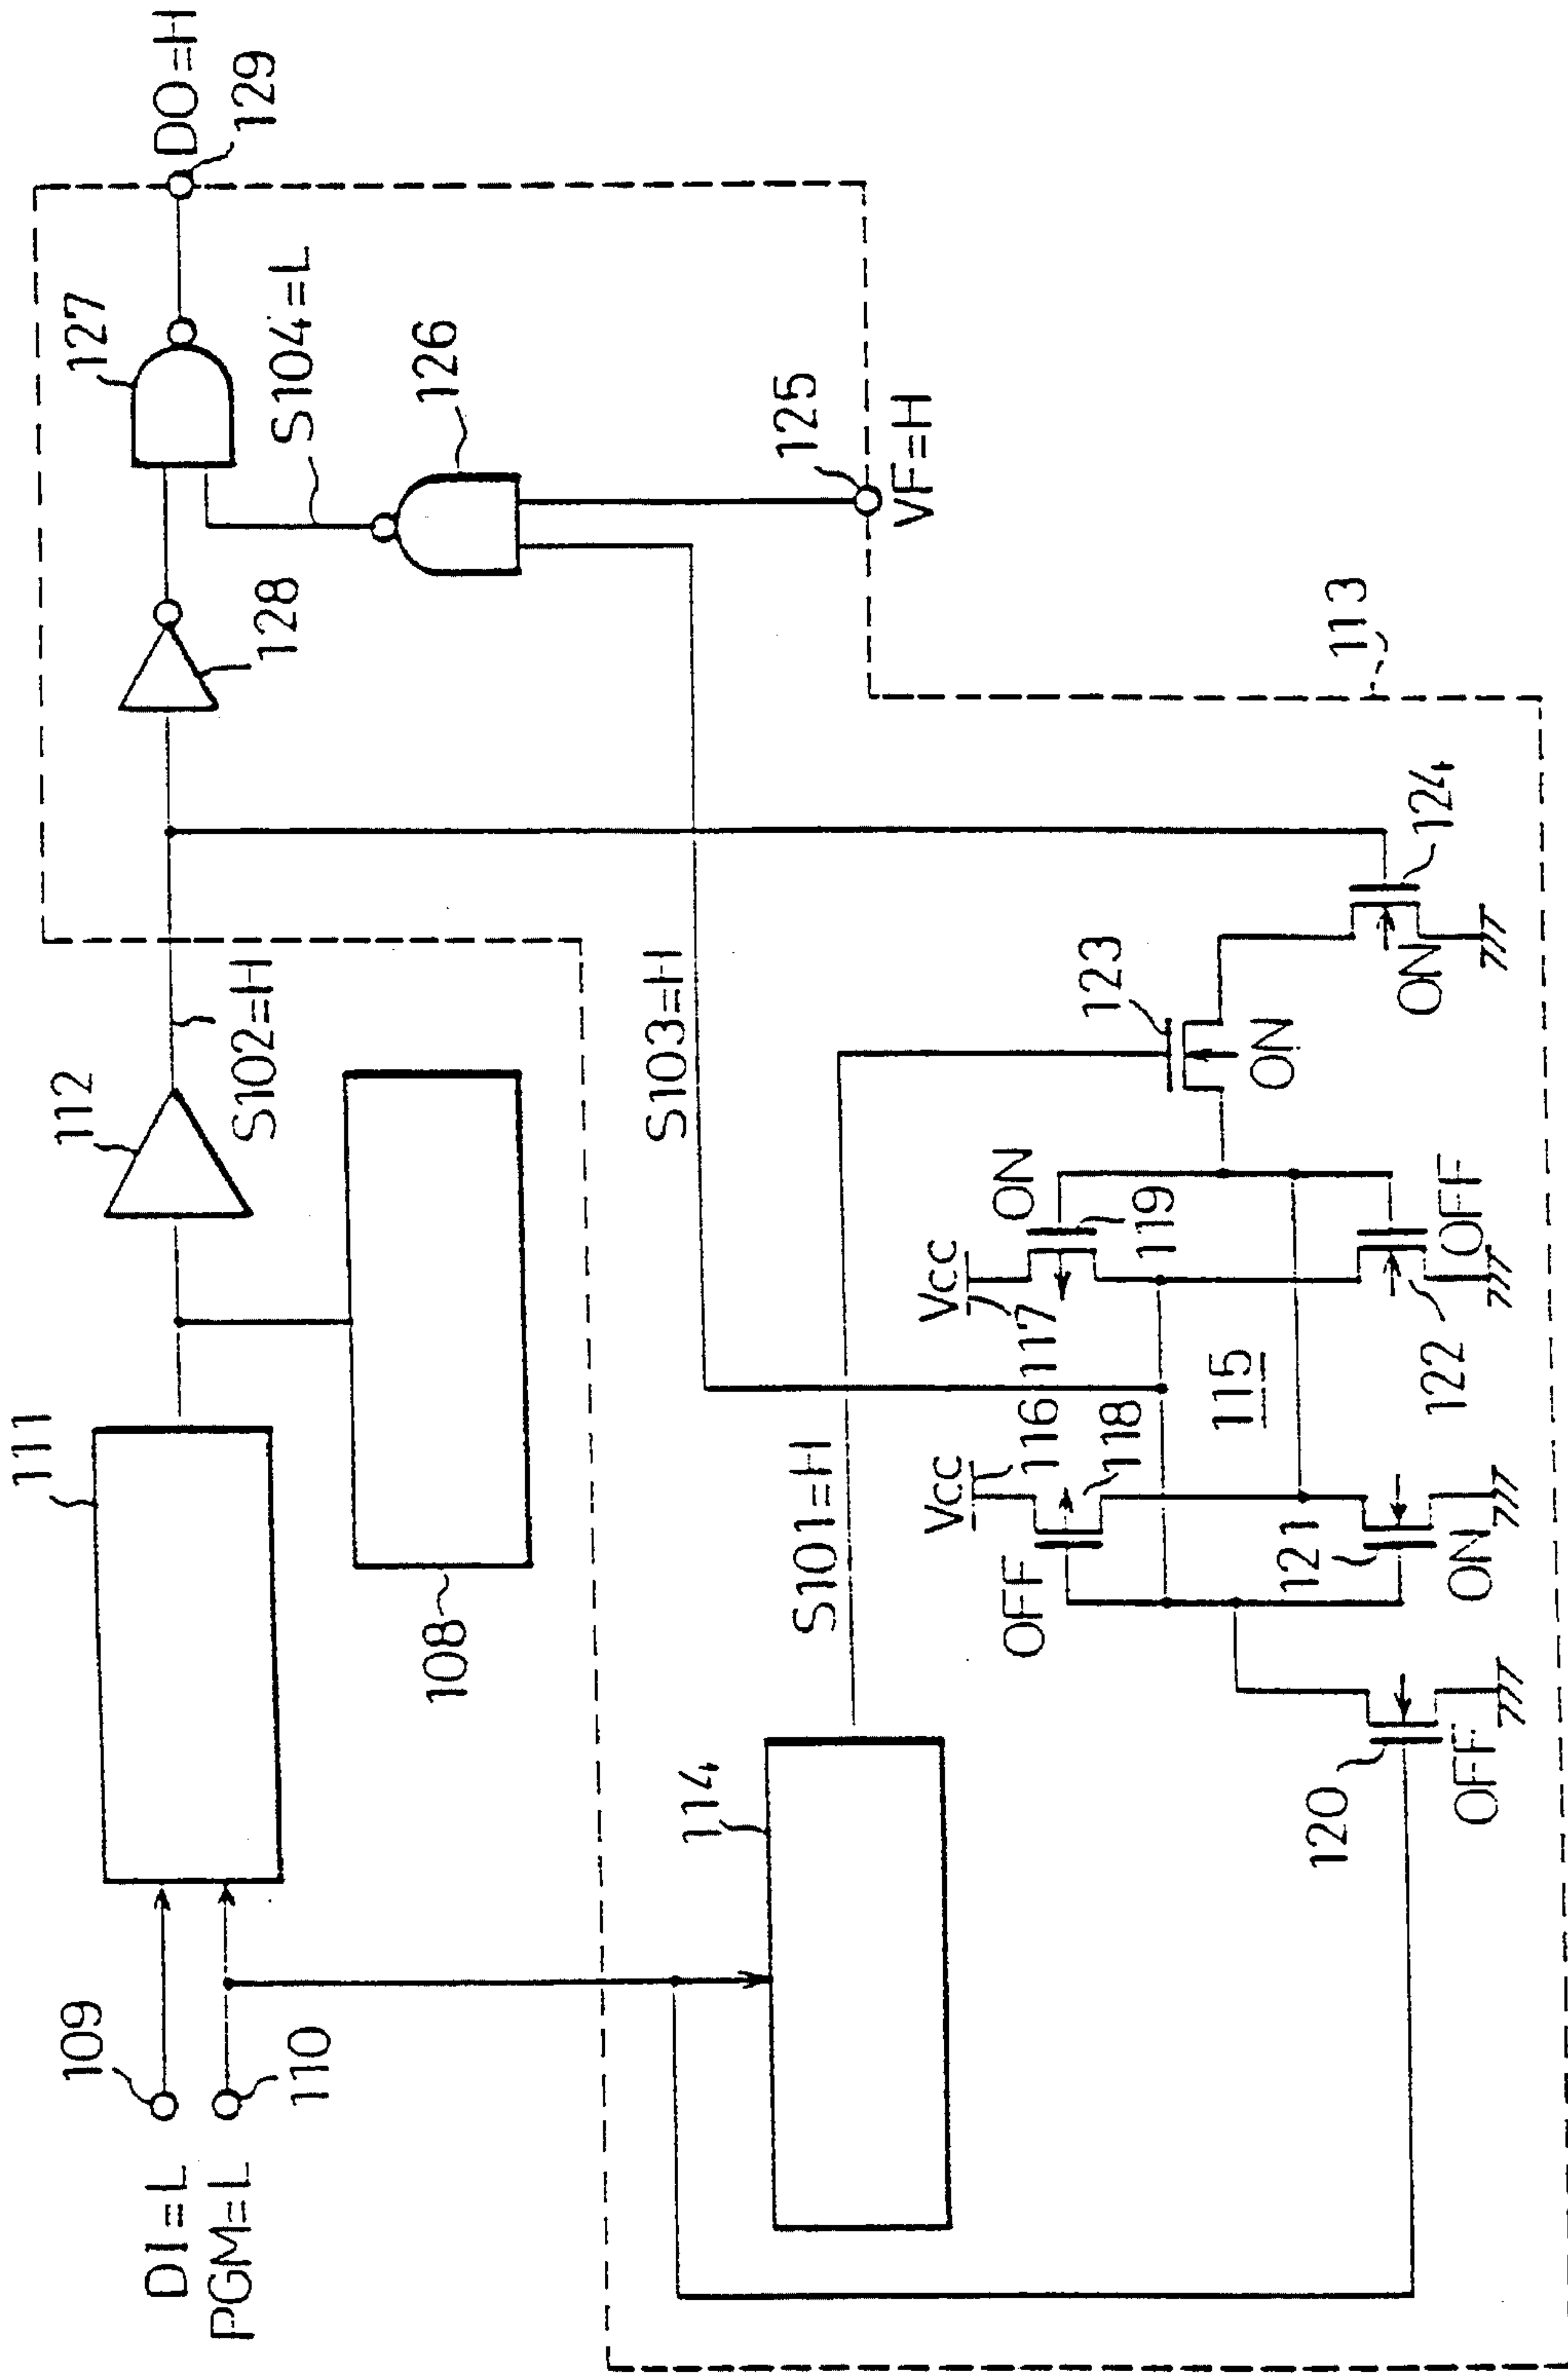 DI=L
109
PGM=L
110
111
108
112
S102=H
128
127
DO=H
129
S104=L
126
125
VF=H
113
114
S101=H
S103=H
Vcc
116
OFF
118
Vcc
117
ON
119
115
123
ON
120
OFF
121
ON
122
OFF
124
ON